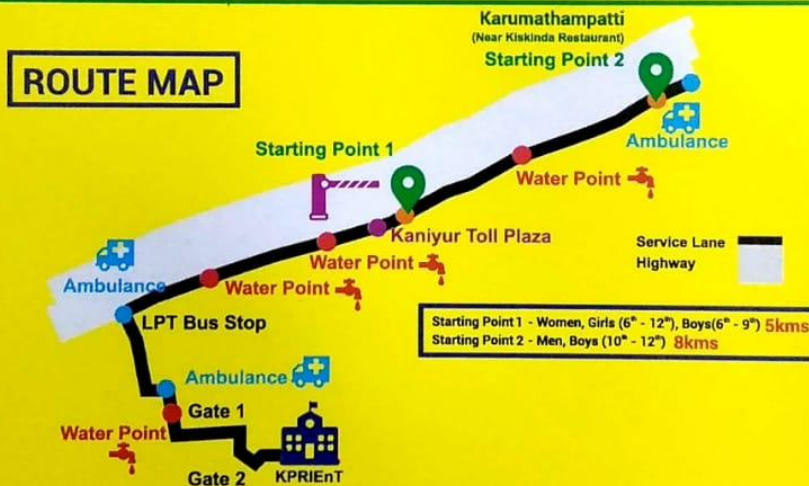 ROUTE MAP
Karumathampatti
(Near Kiskinda Restaurant)
Starting Point 2
Ambulance
Starting Point 1
Water Point
Kaniyur Toll Plaza
Water Point
Water Point
Ambulance
LPT Bus Stop
Service Lane
Highway
Starting Point 1 - Women, Girls (6th - 12th), Boys(6th - 9th) 5kms
Starting Point 2 - Men, Boys (10th - 12th) 8kms
Ambulance
Gate 1
Water Point
Gate 2
KPRIEnT